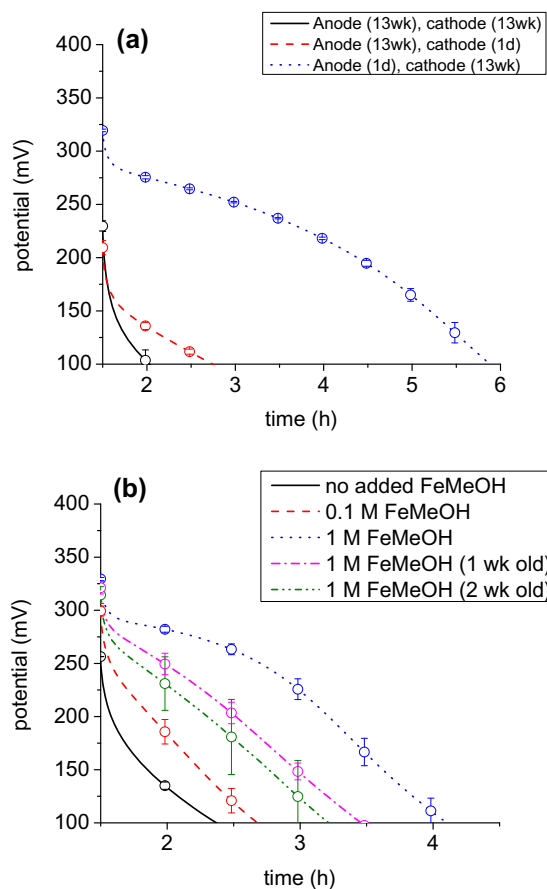 (a)
Anode (13wk), cathode (13wk)
Anode (13wk), cathode (1d)
Anode (1d), cathode (13wk)
400
350
300
250
200
150
100
potential (mV)
2 3 4 5 6
time (h)
(b)
no added FeMeOH
0.1 M FeMeOH
1 M FeMeOH
1 M FeMeOH (1 wk old)
1 M FeMeOH (2 wk old)
400
350
300
250
200
150
100
potential (mV)
2 3 4
time (h)